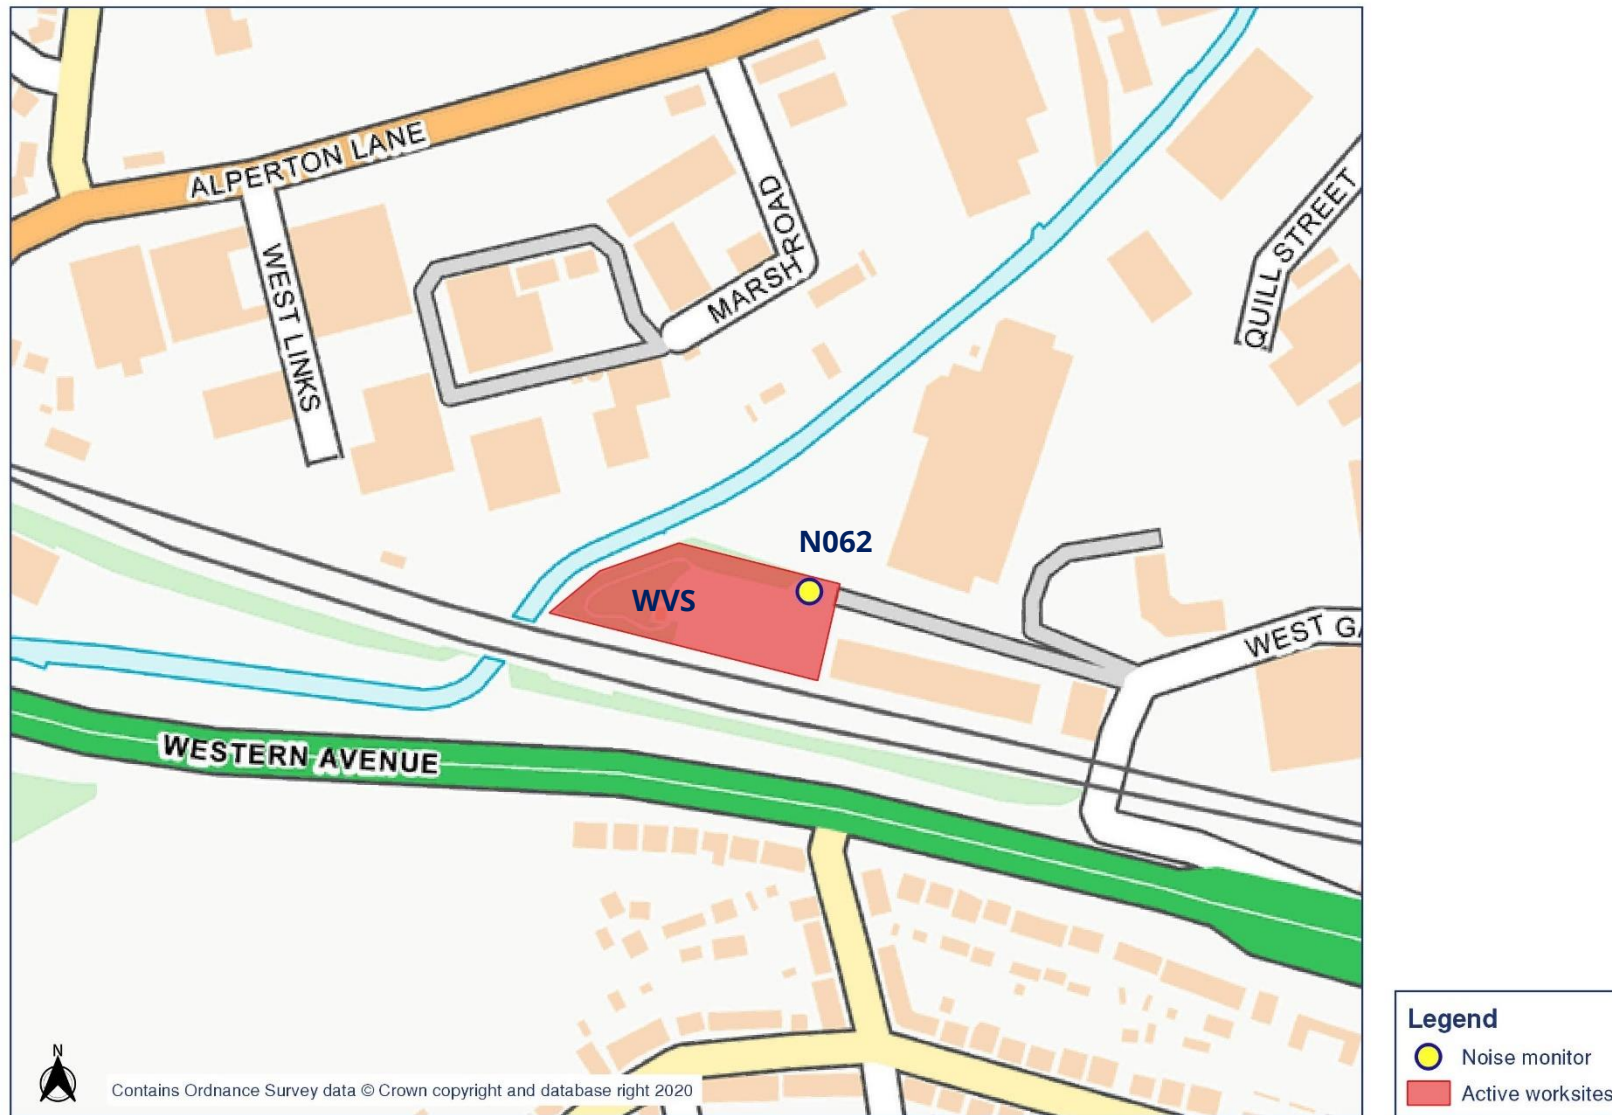 ALPERTON LANE
WEST LINKS
MARSH ROAD
QUILL STREET
N062
WVS
WEST GA
WESTERN AVENUE
N
Contains Ordnance Survey data © Crown copyright and database right 2020
Legend
Noise monitor
Active worksites